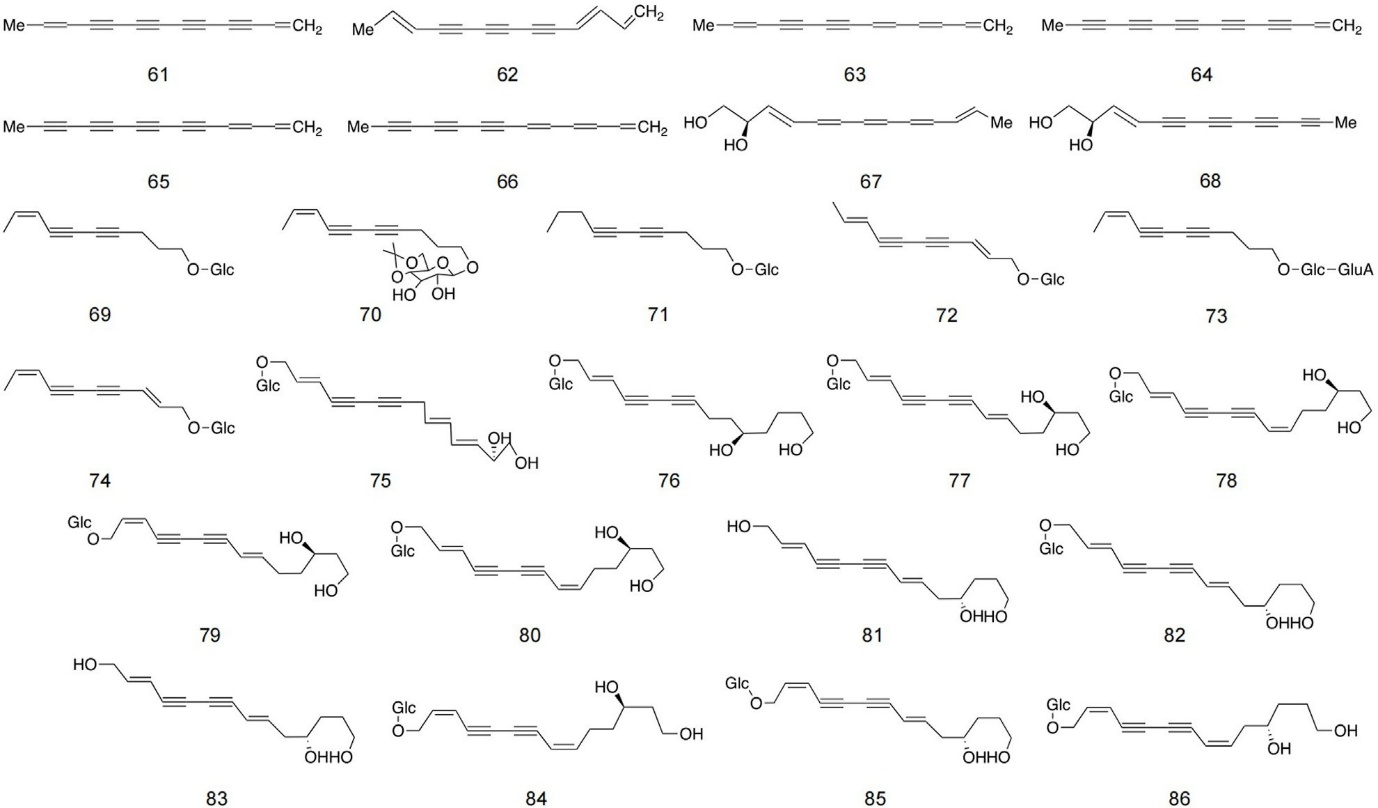 Me CH2 Me CH2 Me CH2 Me CH2
61 62 63 64
Me CH2 Me CH2 HO HO Me HO HO Me
65 66 67 68
O-Glc O O O O HO OH O-Glc O-Glc O-Glc-GluA
69 70 71 72 73
O-Glc O Glc OH OH O Glc HO HO O Glc HO HO O Glc HO HO
74 75 76 77 78
Glc O HO HO O Glc HO HO HO OHHO O Glc OHHO
79 80 81 82
HO OHHO Glc O HO OH Glc O OHHO Glc O OH OH
83 84 85 86